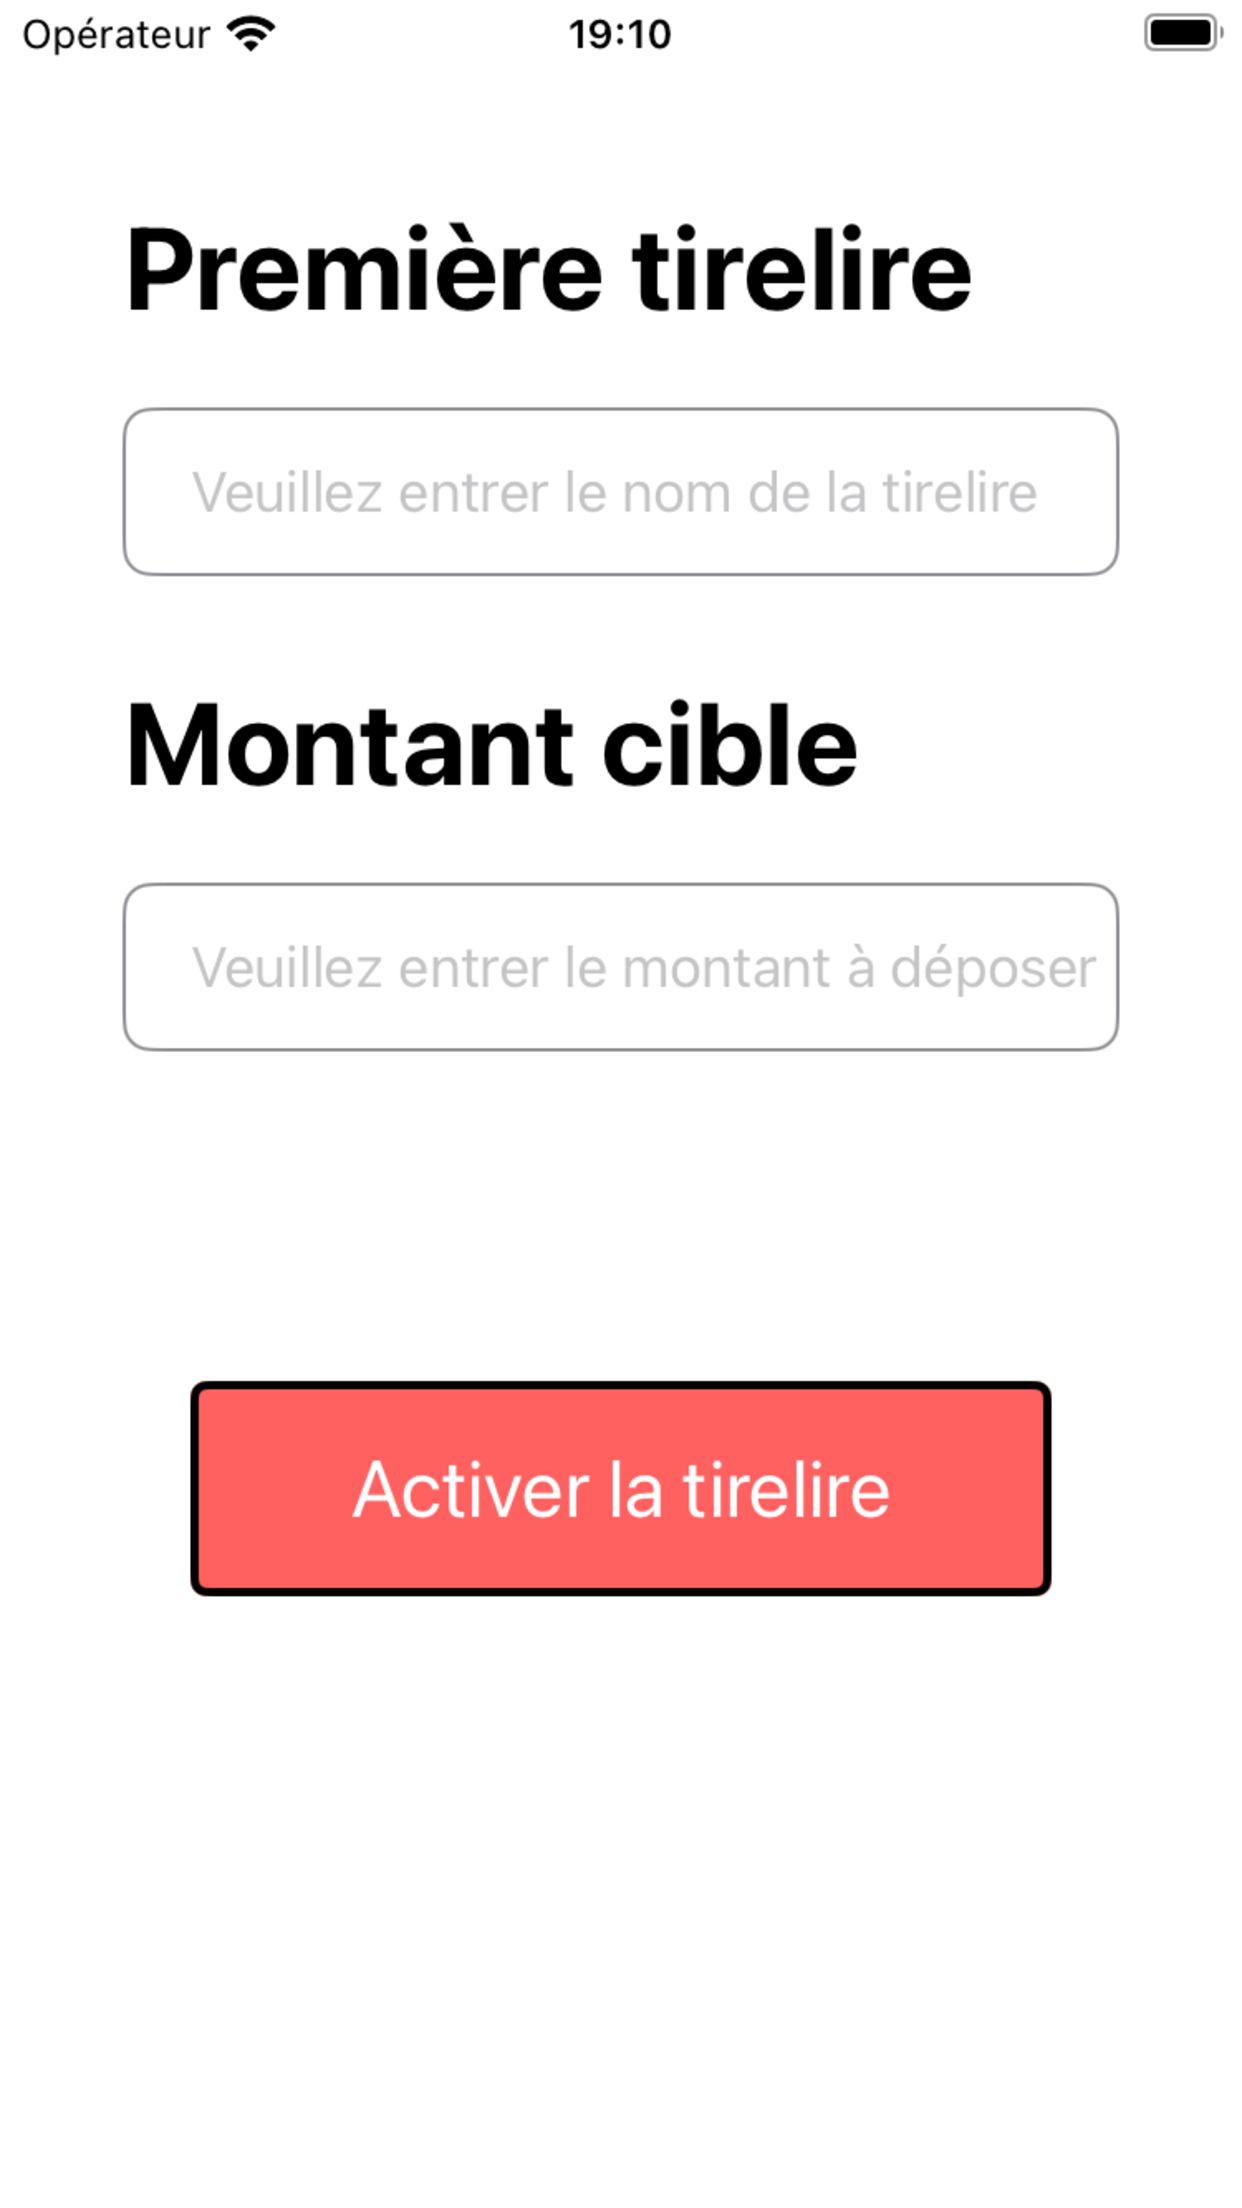 Opérateur 19:10
Première tirelire
Veuillez entrer le nom de la tirelire
Montant cible
Veuillez entrer le montant à déposer
Activer la tirelire